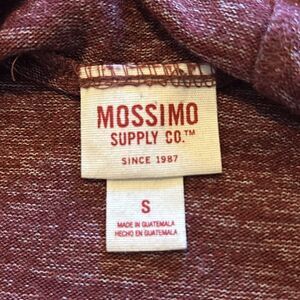 MOSSIMO
SUPPLY CO.™
SINCE 1987
S
MADE IN GUATEMALA
HECHO EN GUATEMALA